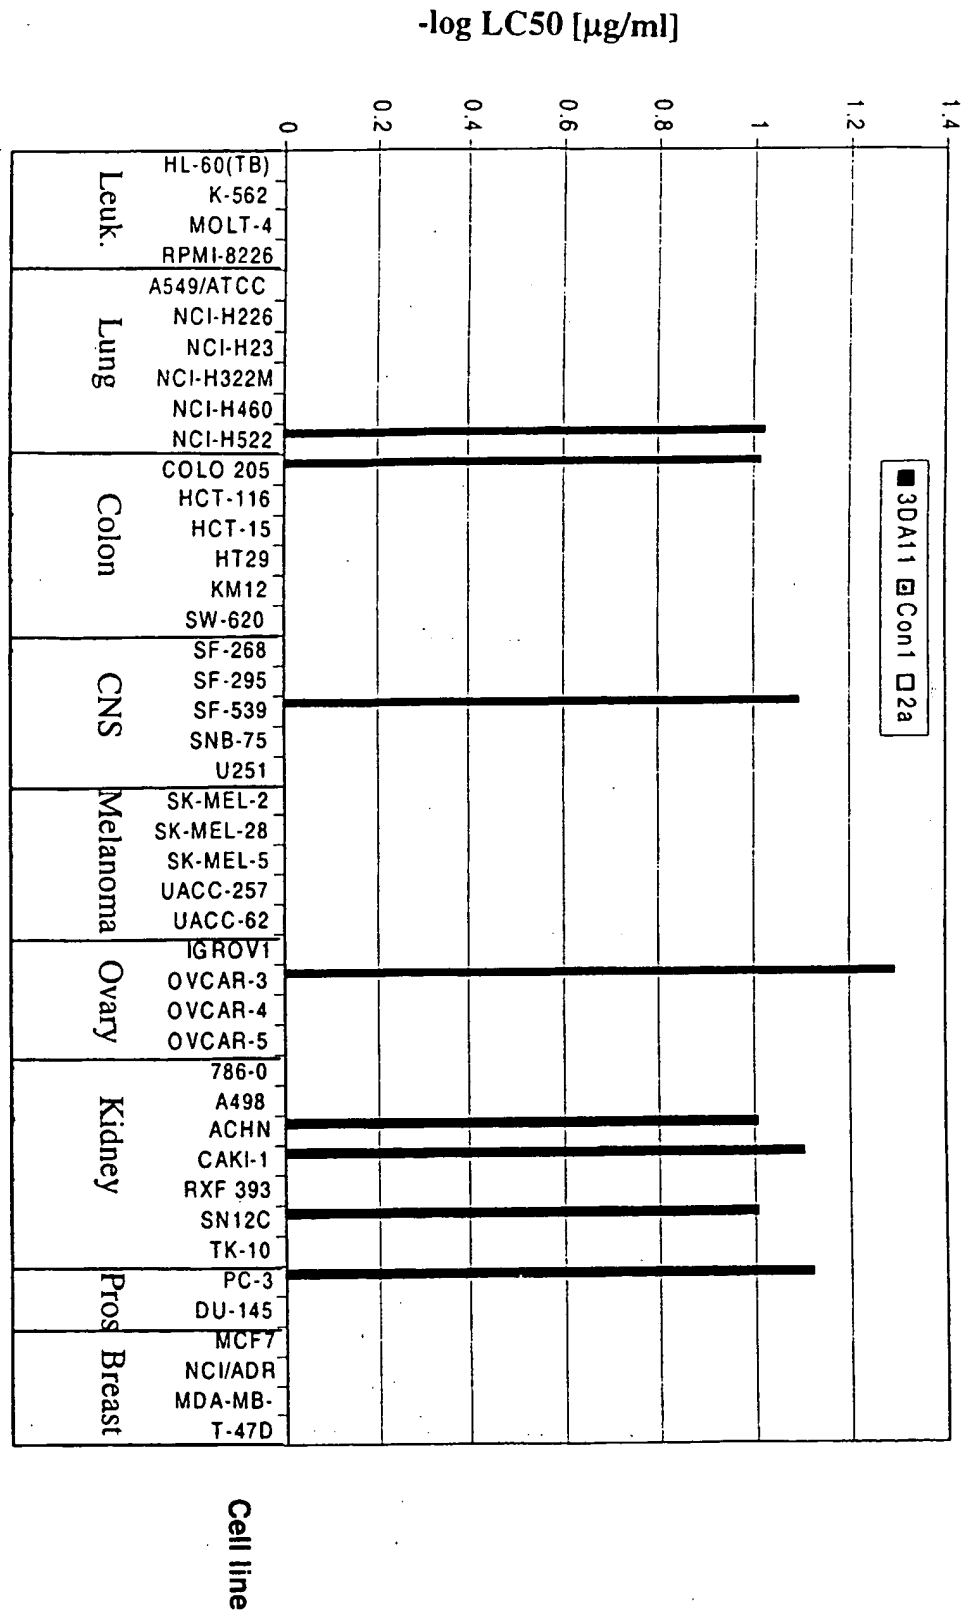 -log LC50 [µg/ml]
1.4
1.2
1
0.8
0.6
0.4
0.2
0
3DA11 Con1 2a
HL-60(TB)
K-562
MOLT-4
RPMI-8226
A549/ATCC
NCI-H226
NCI-H23
NCI-H322M
NCI-H460
NCI-H522
COLO 205
HCT-116
HCT-15
HT29
KM12
SW-620
SF-268
SF-295
SF-539
SNB-75
U251
SK-MEL-2
SK-MEL-28
SK-MEL-5
UACC-257
UACC-62
IGROV1
OVCAR-3
OVCAR-4
OVCAR-5
786-0
A498
ACHN
CAKI-1
RXF 393
SN12C
TK-10
PC-3
DU-145
MCF7
NCI/ADR
MDA-MB-
T-47D
Leuk.
Lung
Colon
CNS
Melanoma
Ovary
Kidney
Pros
Breast
Cell line